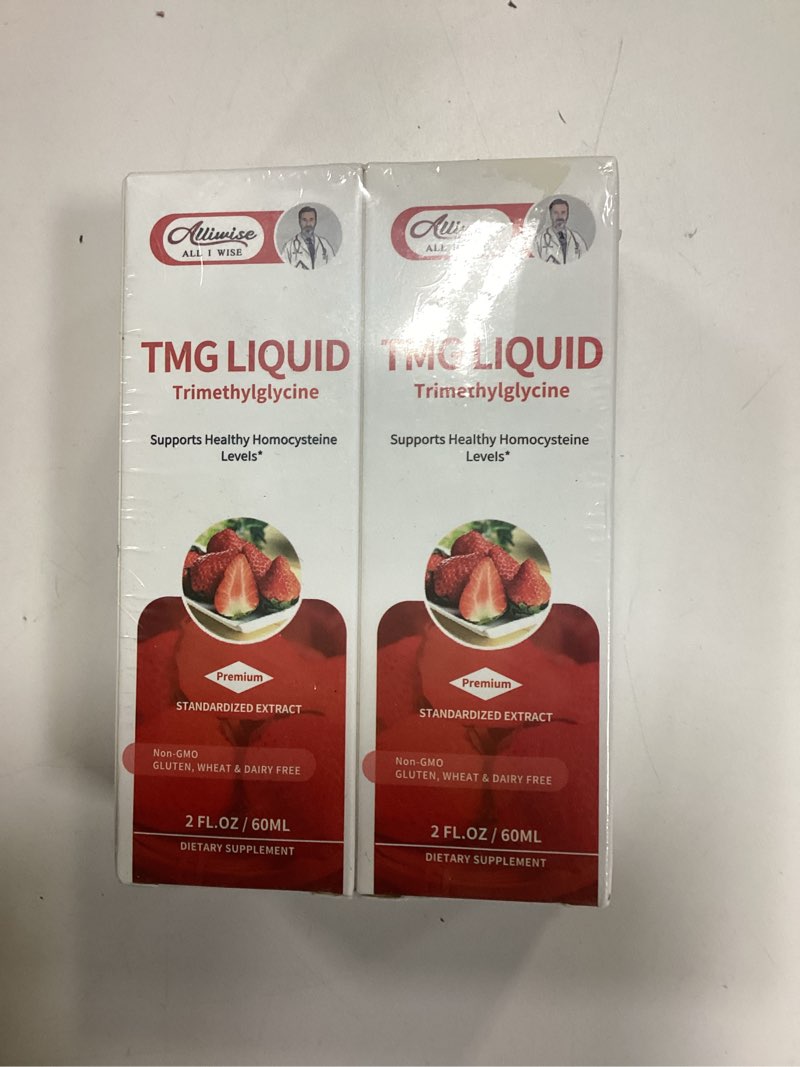 Alliwise
ALL I WISE
TMG LIQUID
Trimethylglycine
Supports Healthy Homocysteine
Levels*
Premium
STANDARDIZED EXTRACT
Non-GMO
GLUTEN, WHEAT & DAIRY FREE
2 FL.OZ / 60ML
DIETARY SUPPLEMENT
TMG LIQUID
Trimethylglycine
Supports Healthy Homocysteine
Levels*
Premium
STANDARDIZED EXTRACT
Non-GMO
GLUTEN, WHEAT & DAIRY FREE
2 FL.OZ / 60ML
DIETARY SUPPLEMENT